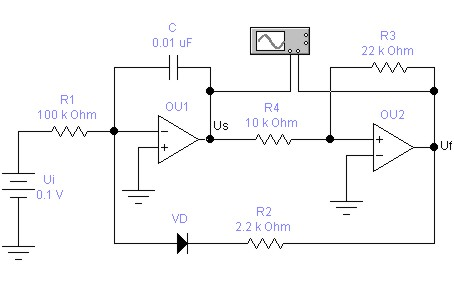 C
0.01 uF
R3
22 k Ohm
R1
100 k Ohm
OU1
Us
R4
10 k Ohm
OU2
Uf
Ui
0.1 V
VD
R2
2.2 k Ohm